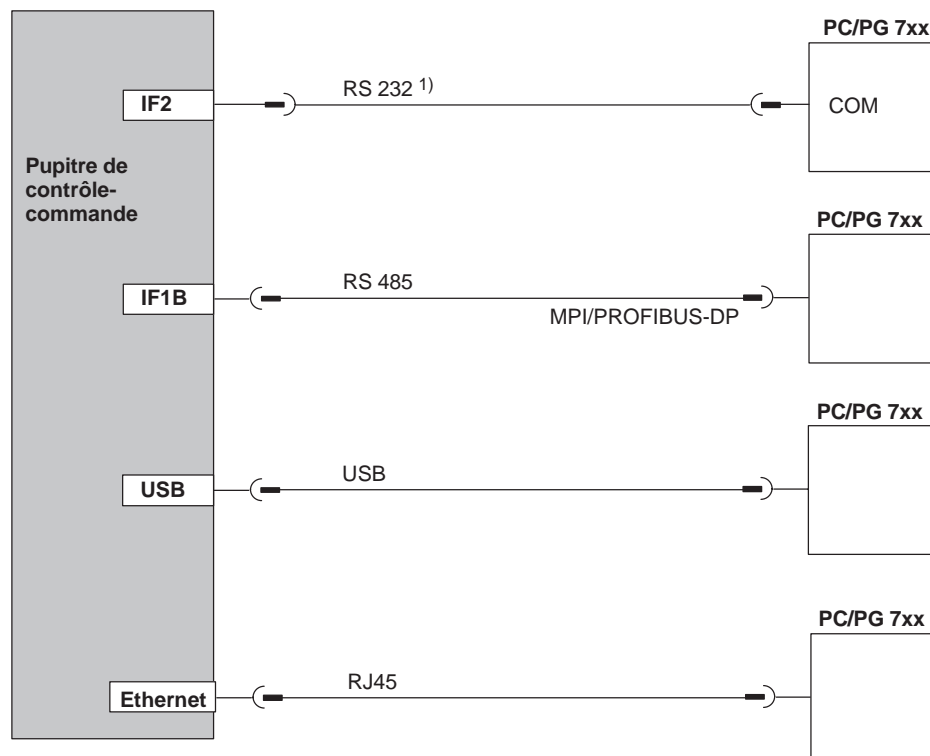 PC/PG 7xx
IF2
RS 232 1)
COM
Pupitre de
contrôle-
commande
PC/PG 7xx
IF1B
RS 485
MPI/PROFIBUS-DP
PC/PG 7xx
USB
USB
PC/PG 7xx
Ethernet
RJ45